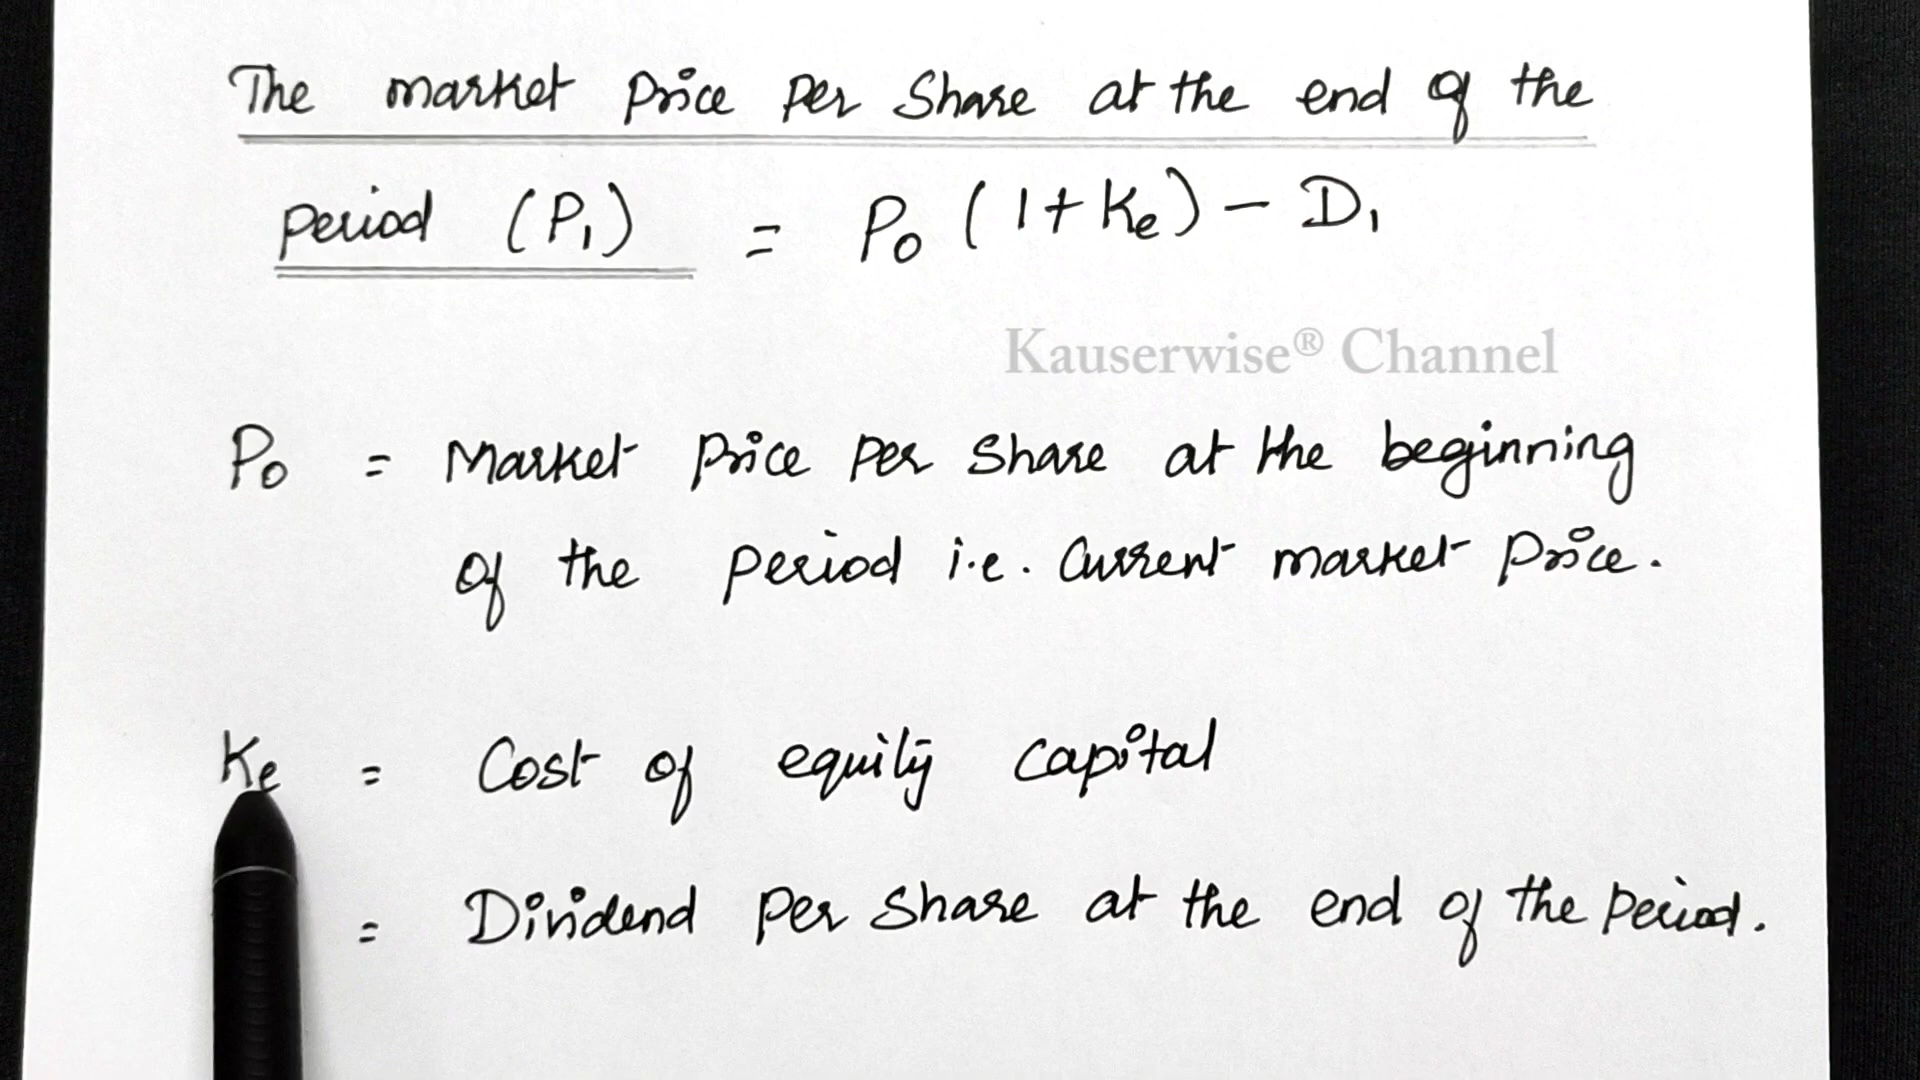 The market price per share at the end of the
period (P₁) = P₀ (1 + Ke) - D₁
Kauserwise® Channel
P₀ = Market price per share at the beginning
of the period i.e. current market price.
Ke = Cost of equity capital
= Dividend per share at the end of the period.